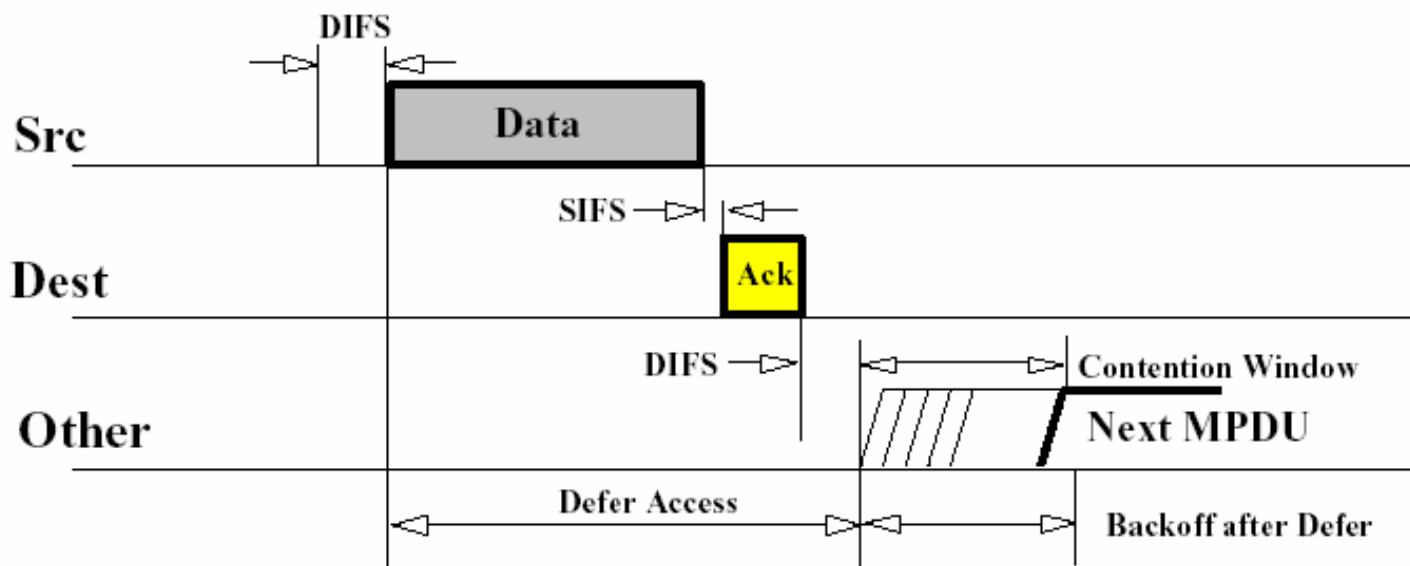 DIFS
Src
Data
SIFS
Dest
Ack
DIFS
Contention Window
Other
Next MPDU
Defer Access
Backoff after Defer